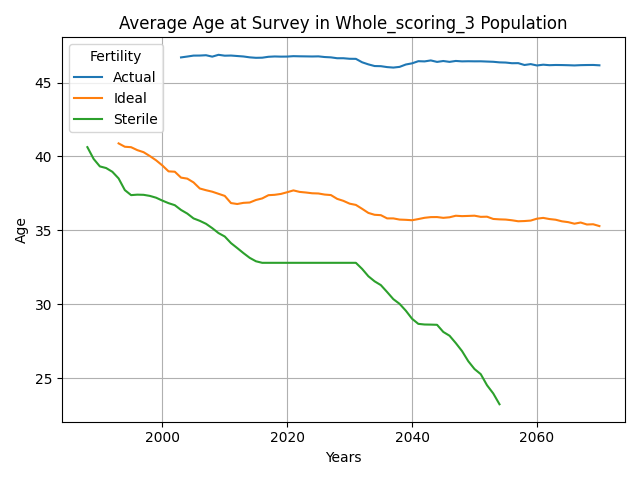 Average Age at Survey in Whole_scoring_3 Population
Fertility
Actual
Ideal
Sterile
Age
45
40
35
30
25
2000 2020 2040 2060
Years